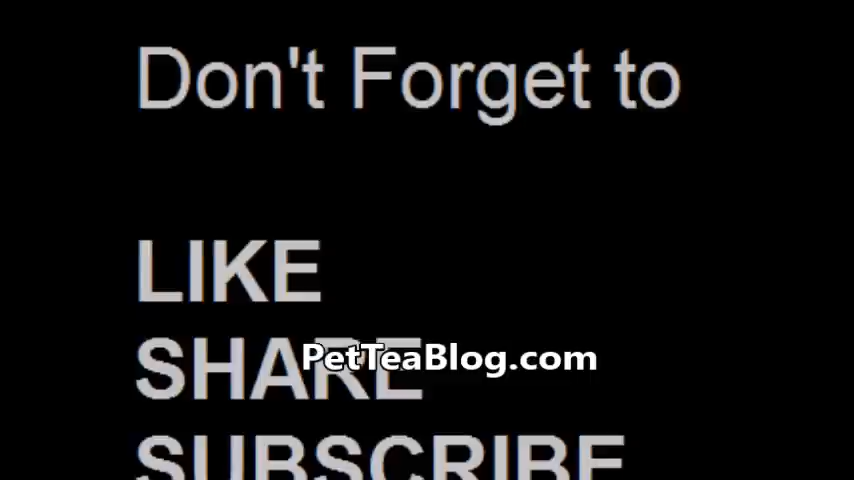 Don't Forget to
LIKE
SHARE
PetTeaBlog.com
SUBSCRIBE